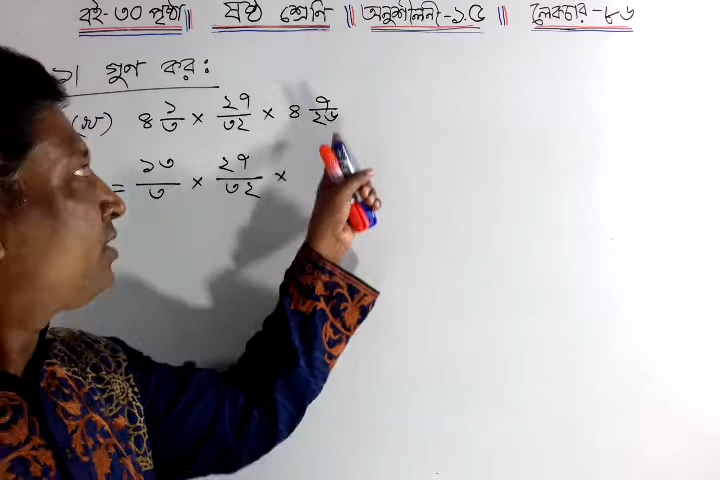 বই-৩০ পৃষ্ঠা || ষষ্ঠ শ্রেনি || অনুশীলনী-১.৫ || লেকচার-৮৬
১। গুণ কর:
(ঘ) ৪ ১/৩ × ২৭/৩২ × ৪ ৭/২৬
= ১৩/৩ × ২৭/৩২ ×